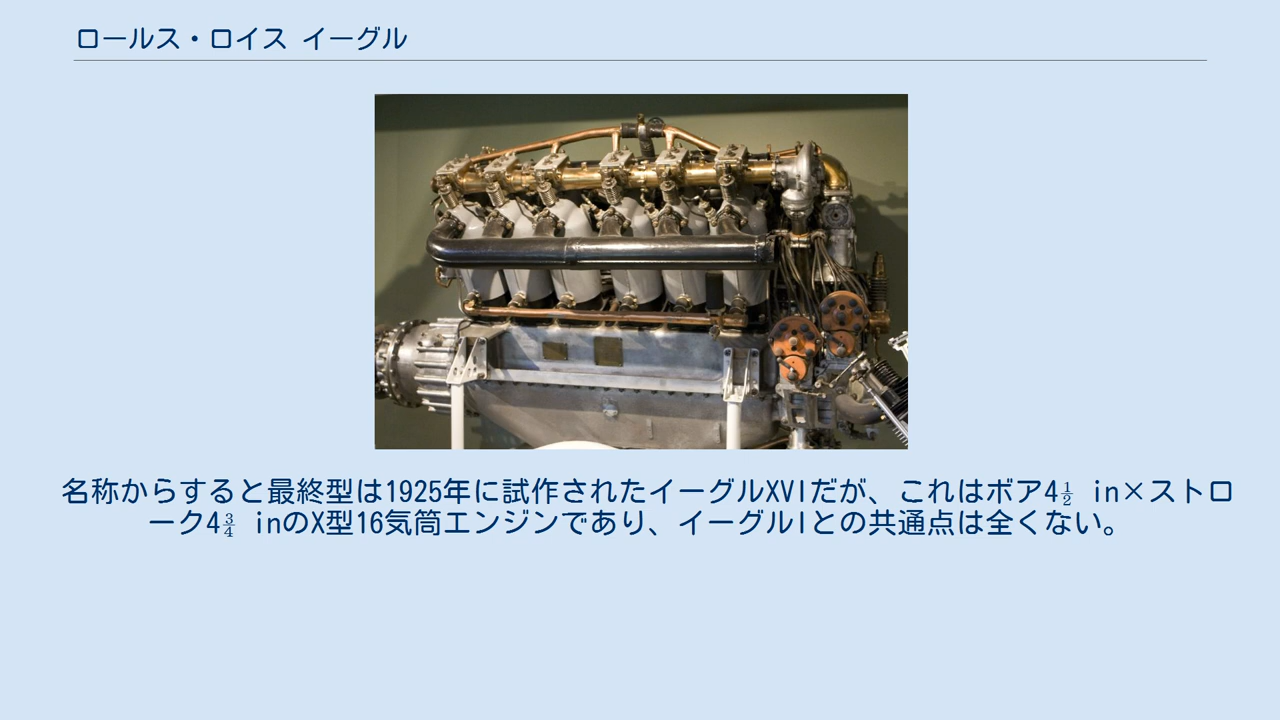 ロールス・ロイス イーグル
名称からすると最終型は1925年に試作されたイーグルXVIだが、これはボア4½ in×ストロ
ーク4¾ inのX型16気筒エンジンであり、イーグルIとの共通点は全くない。